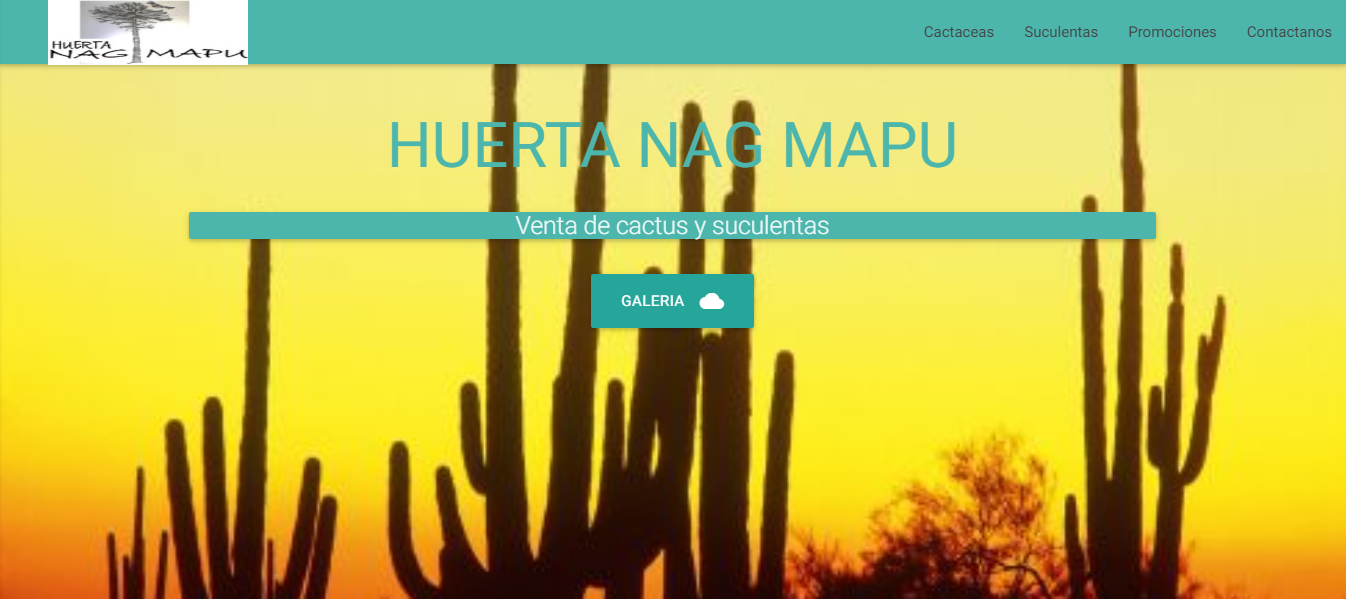 HUERTA
NAG MAPU
Cactaceas Suculentas Promociones Contactanos
HUERTA NAG MAPU
Venta de cactus y suculentas
GALERIA